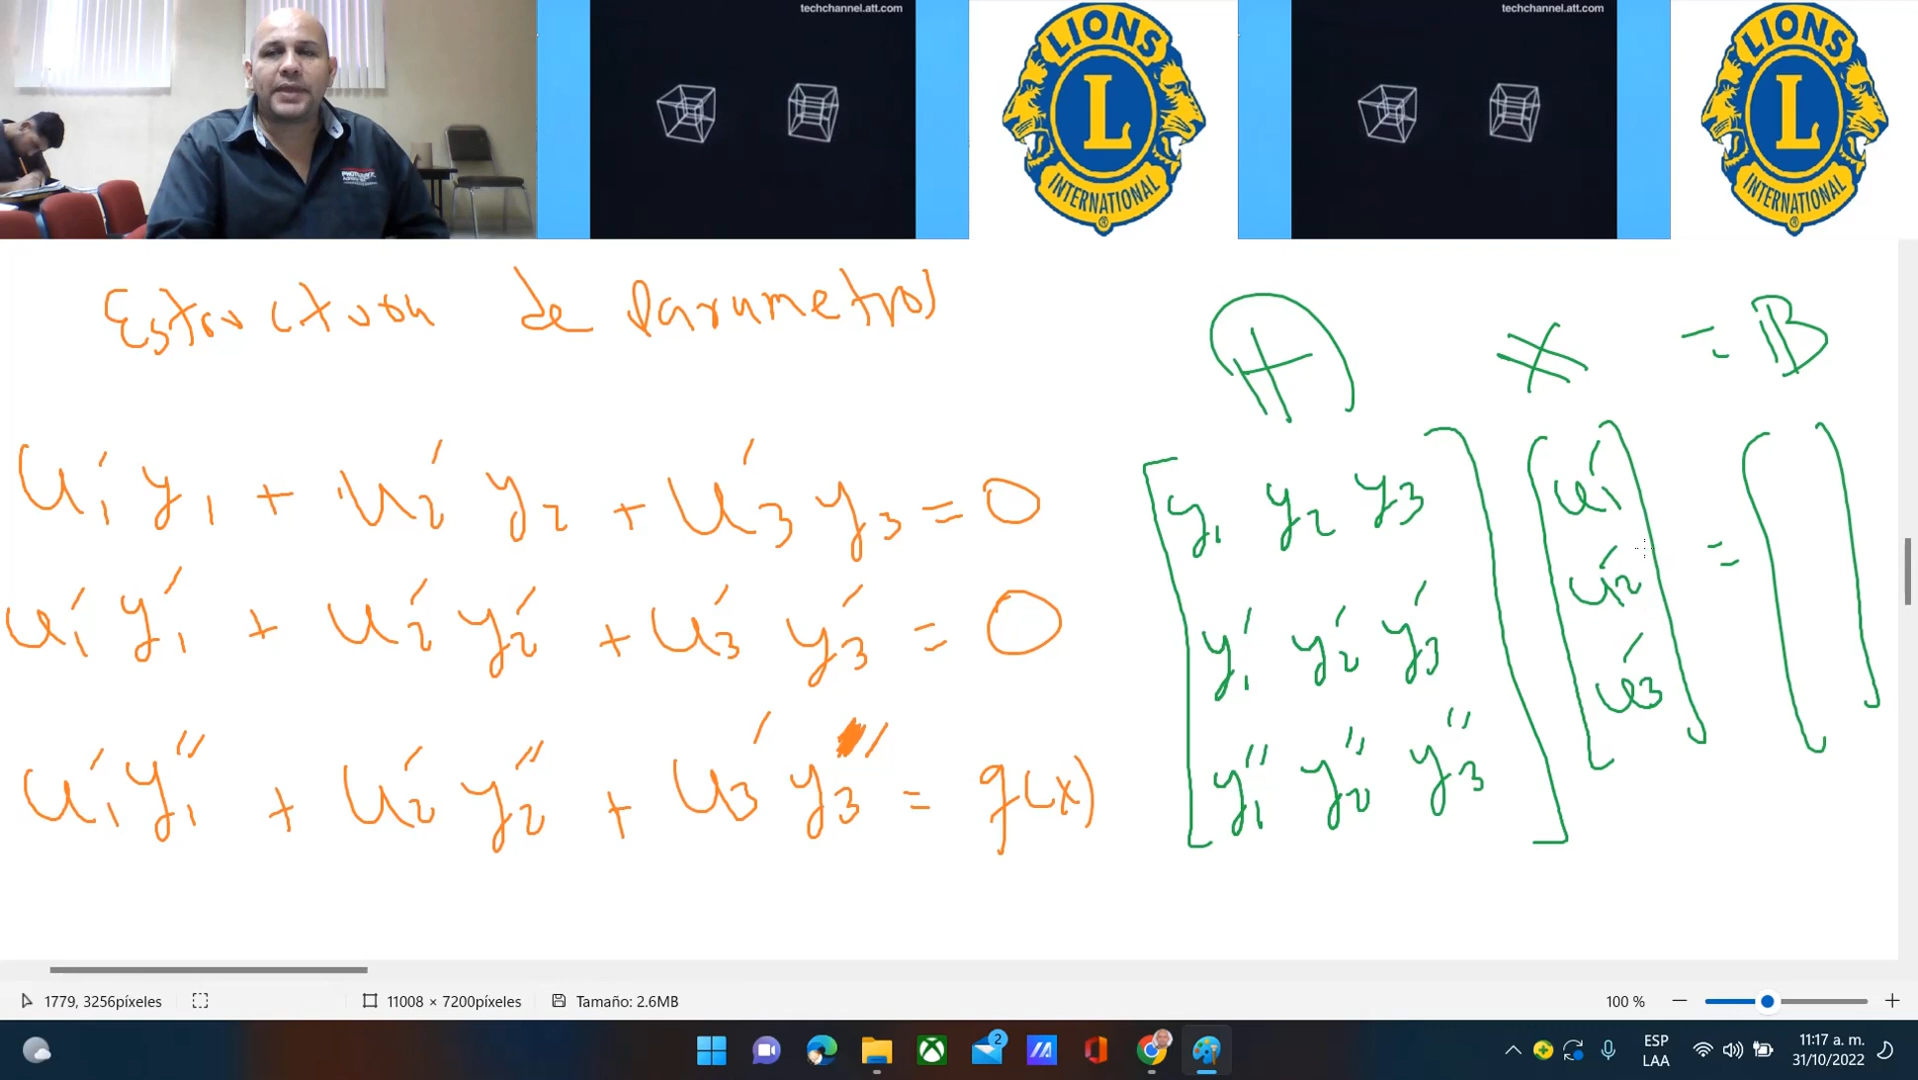 techchannel.att.com
techchannel.att.com
LIONS
L
INTERNATIONAL
®
LIONS
L
INTERNATIONAL
®
Estructura de Parametros
A X = B
u₁' y₁ + u₂' y₂ + u₃' y₃ = 0
u₁' y₁' + u₂' y₂' + u₃' y₃' = 0
u₁' y₁'' + u₂' y₂'' + u₃' y₃'' = g(x)
[ y₁ y₂ y₃ ] [ u₁' ] = [ ]
[ y₁' y₂' y₃' ] [ u₂' ]
[ y₁'' y₂'' y₃'' ] [ u₃' ]
1779, 3256píxeles
11008 × 7200píxeles
Tamaño: 2.6MB
100 %
2
ESP
LAA
11:17 a. m.
31/10/2022